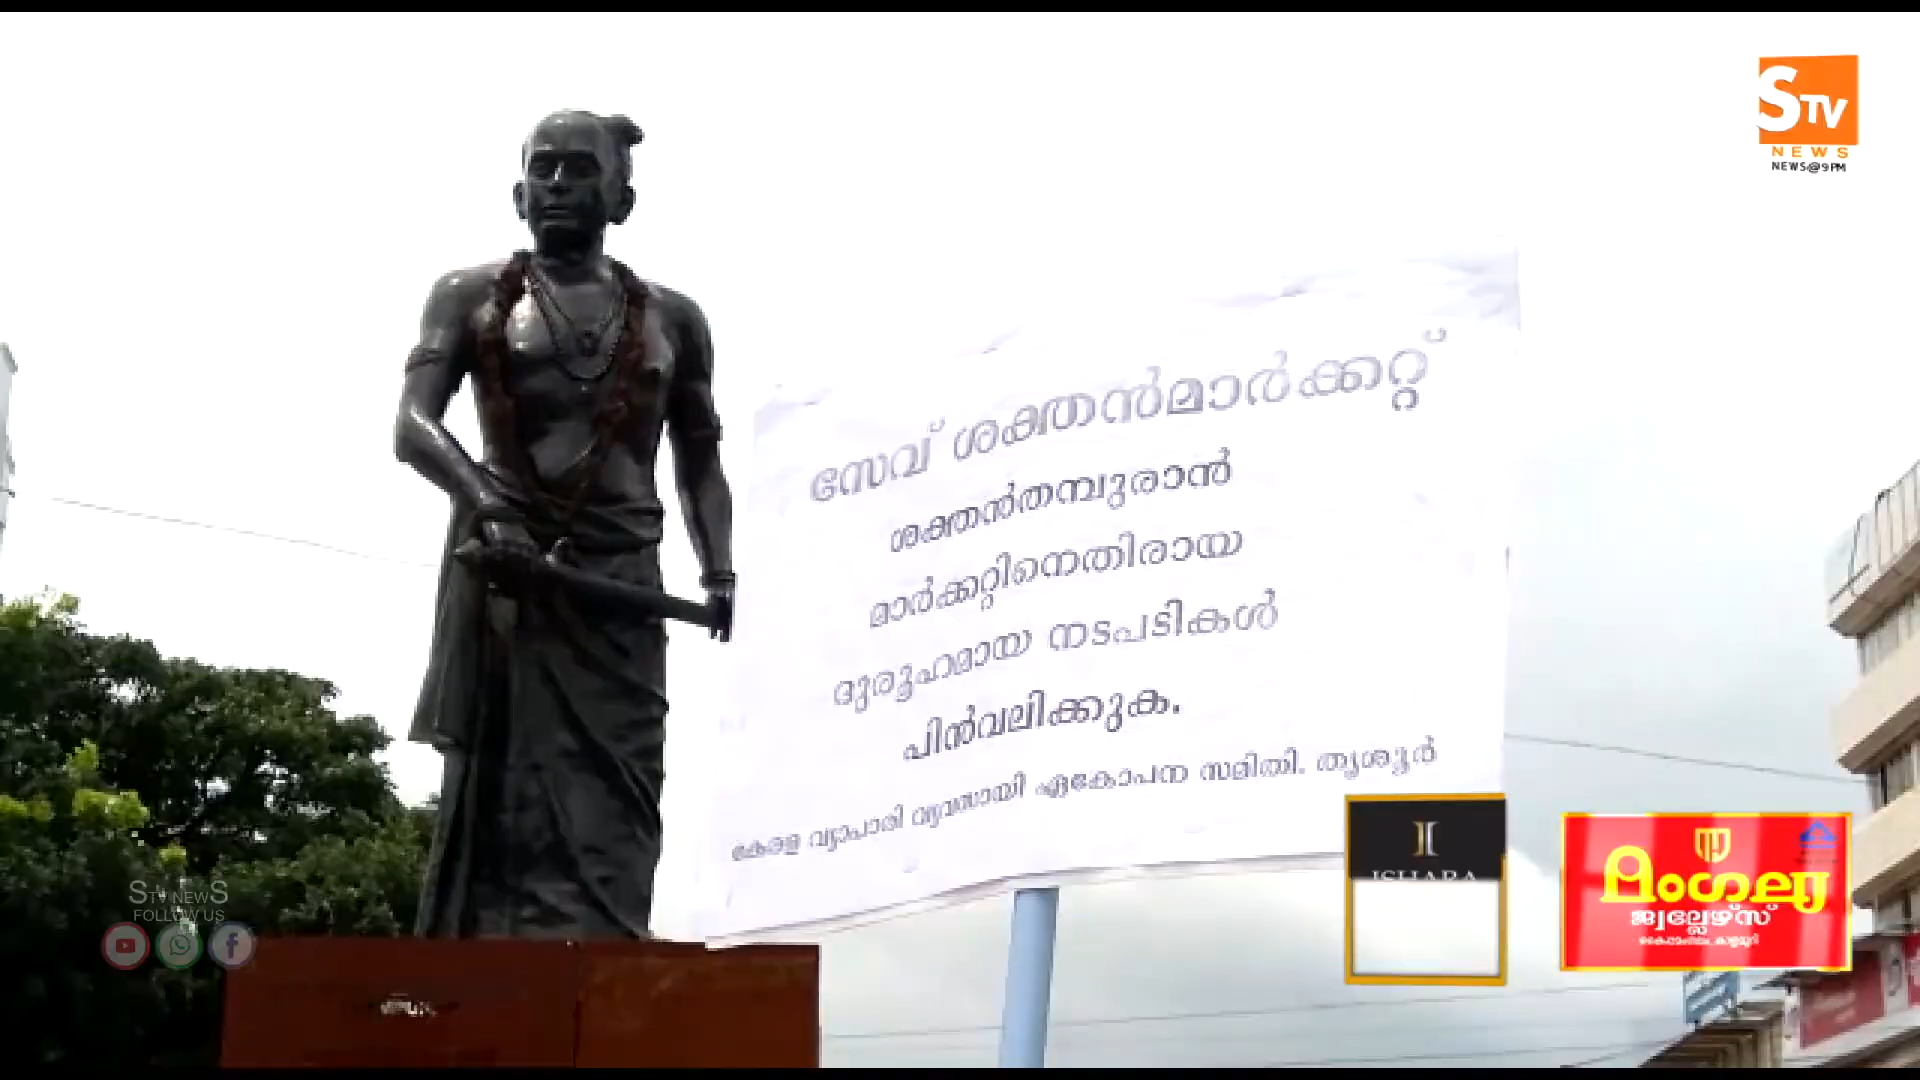 STV
NEWS
NEWS@9PM
സേവ് ശക്തൻമാർക്കറ്റ്
ശക്തൻതമ്പുരാൻ
മാർക്കറ്റിനെതിരായ
ദുരൂഹമായ നടപടികൾ
പിൻവലിക്കുക.
കേരള വ്യാപാരി വ്യവസായി ഏകോപന സമിതി. തൃശൂർ
ISHARA
മംഗല്യ
ജ്വല്ലേഴ്സ്
STV NEWS
FOLLOW US